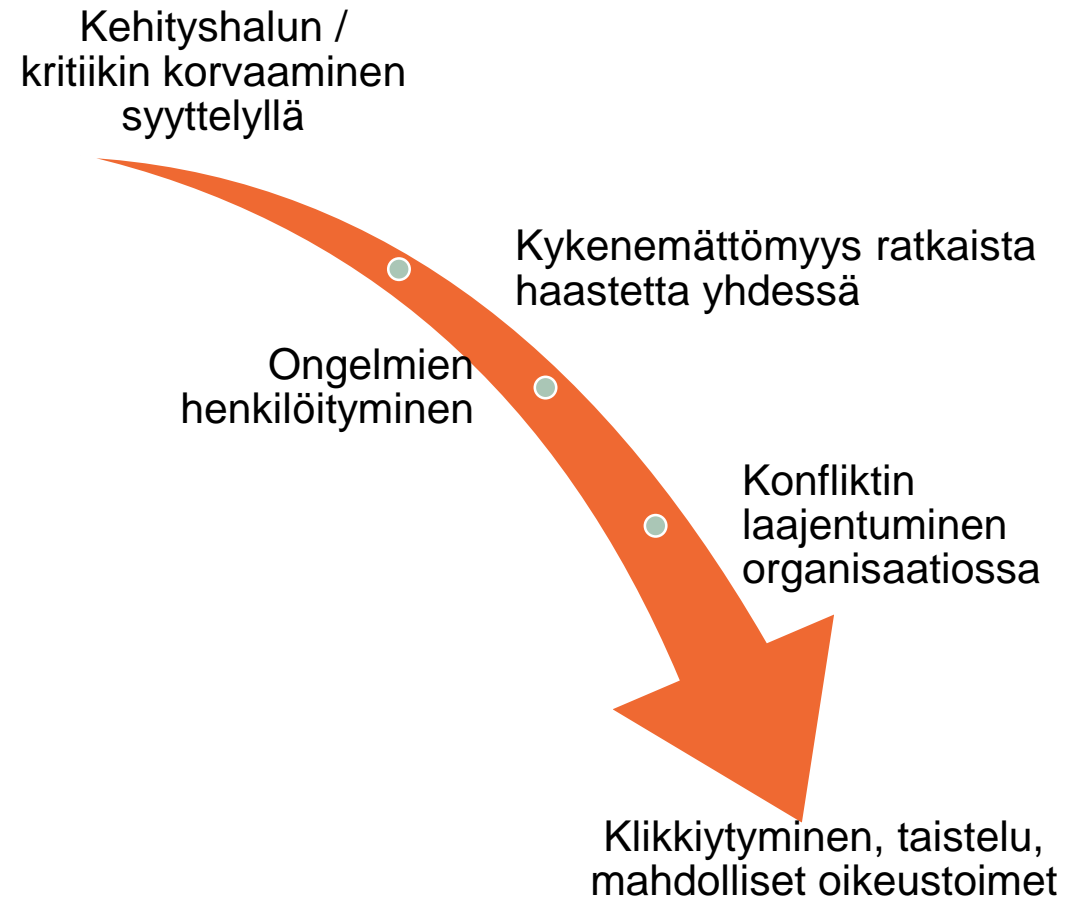 Kehityshalun /
kritiikin korvaaminen
syyttelyllä
Kykenemättömyys ratkaista
haastetta yhdessä
Ongelmien
henkilöityminen
Konfliktin
laajentuminen
organisaatiossa
Klikkiytyminen, taistelu,
mahdolliset oikeustoimet